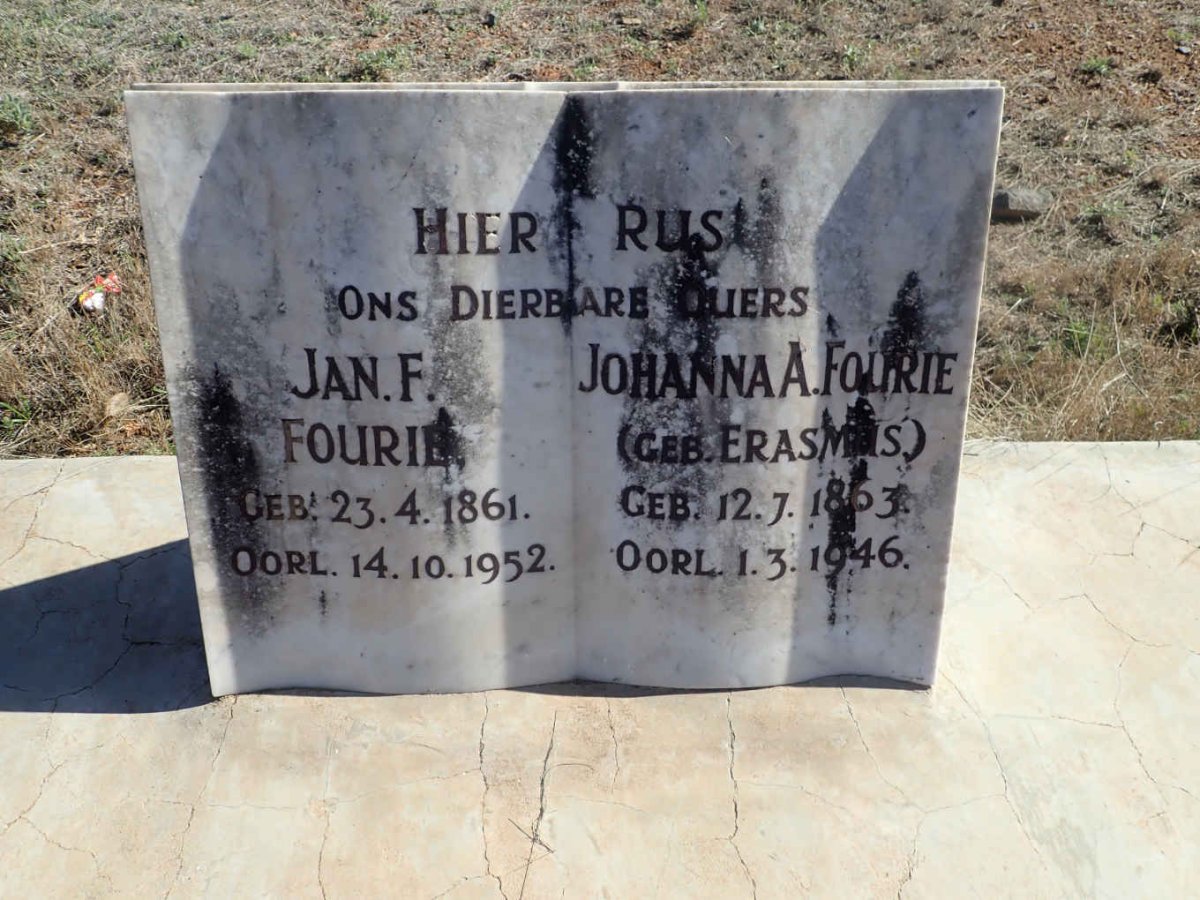 HIER RUS
ONS DIERBARE OUERS
JAN. F.
FOURIE
GEB. 23. 4. 1861.
OORL. 14. 10. 1952.
JOHANNA A. FOURIE
(GEB. ERASMUS.)
GEB. 12. 7. 1863.
OORL. 1. 3. 1946.